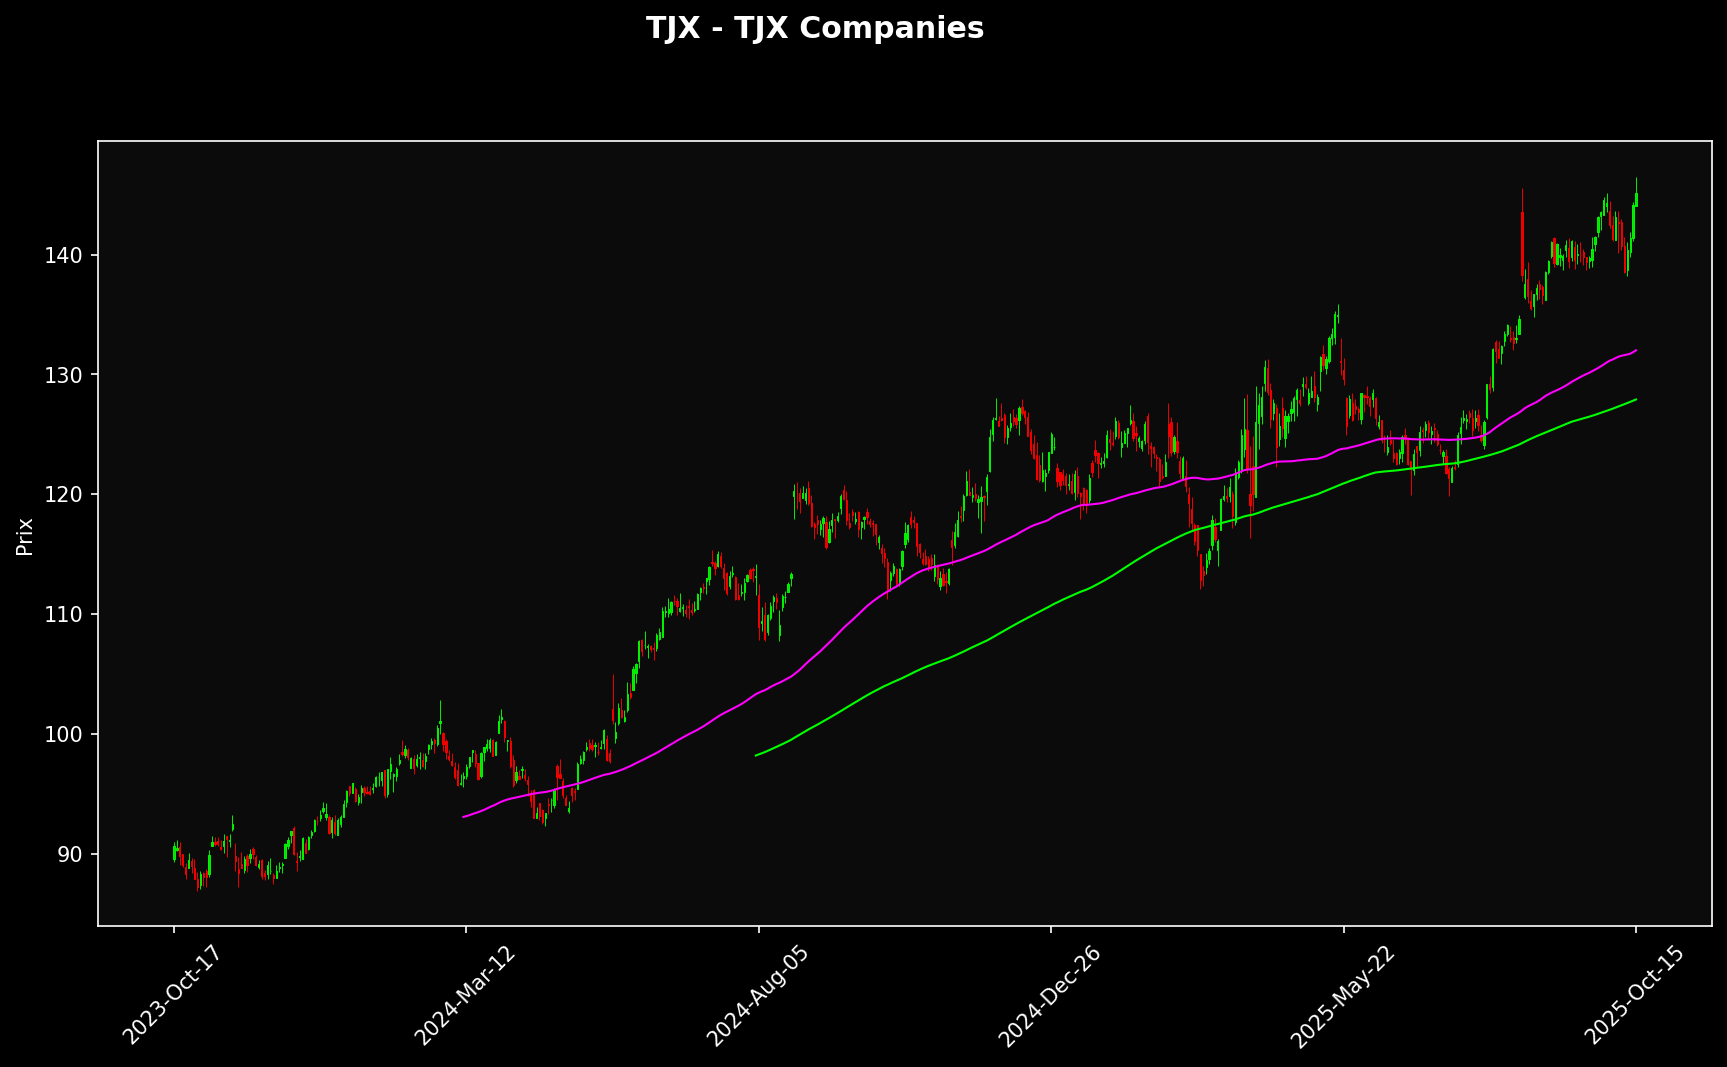 TJX - TJX Companies
Prix
140
130
120
110
100
90
2023-Oct-17
2024-Mar-12
2024-Aug-05
2024-Dec-26
2025-May-22
2025-Oct-15